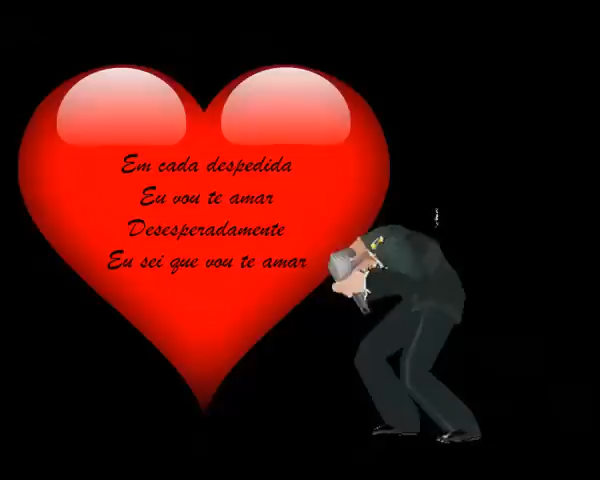 Em cada despedida
Eu vou te amar
Desesperadamente
Eu sei que vou te amar